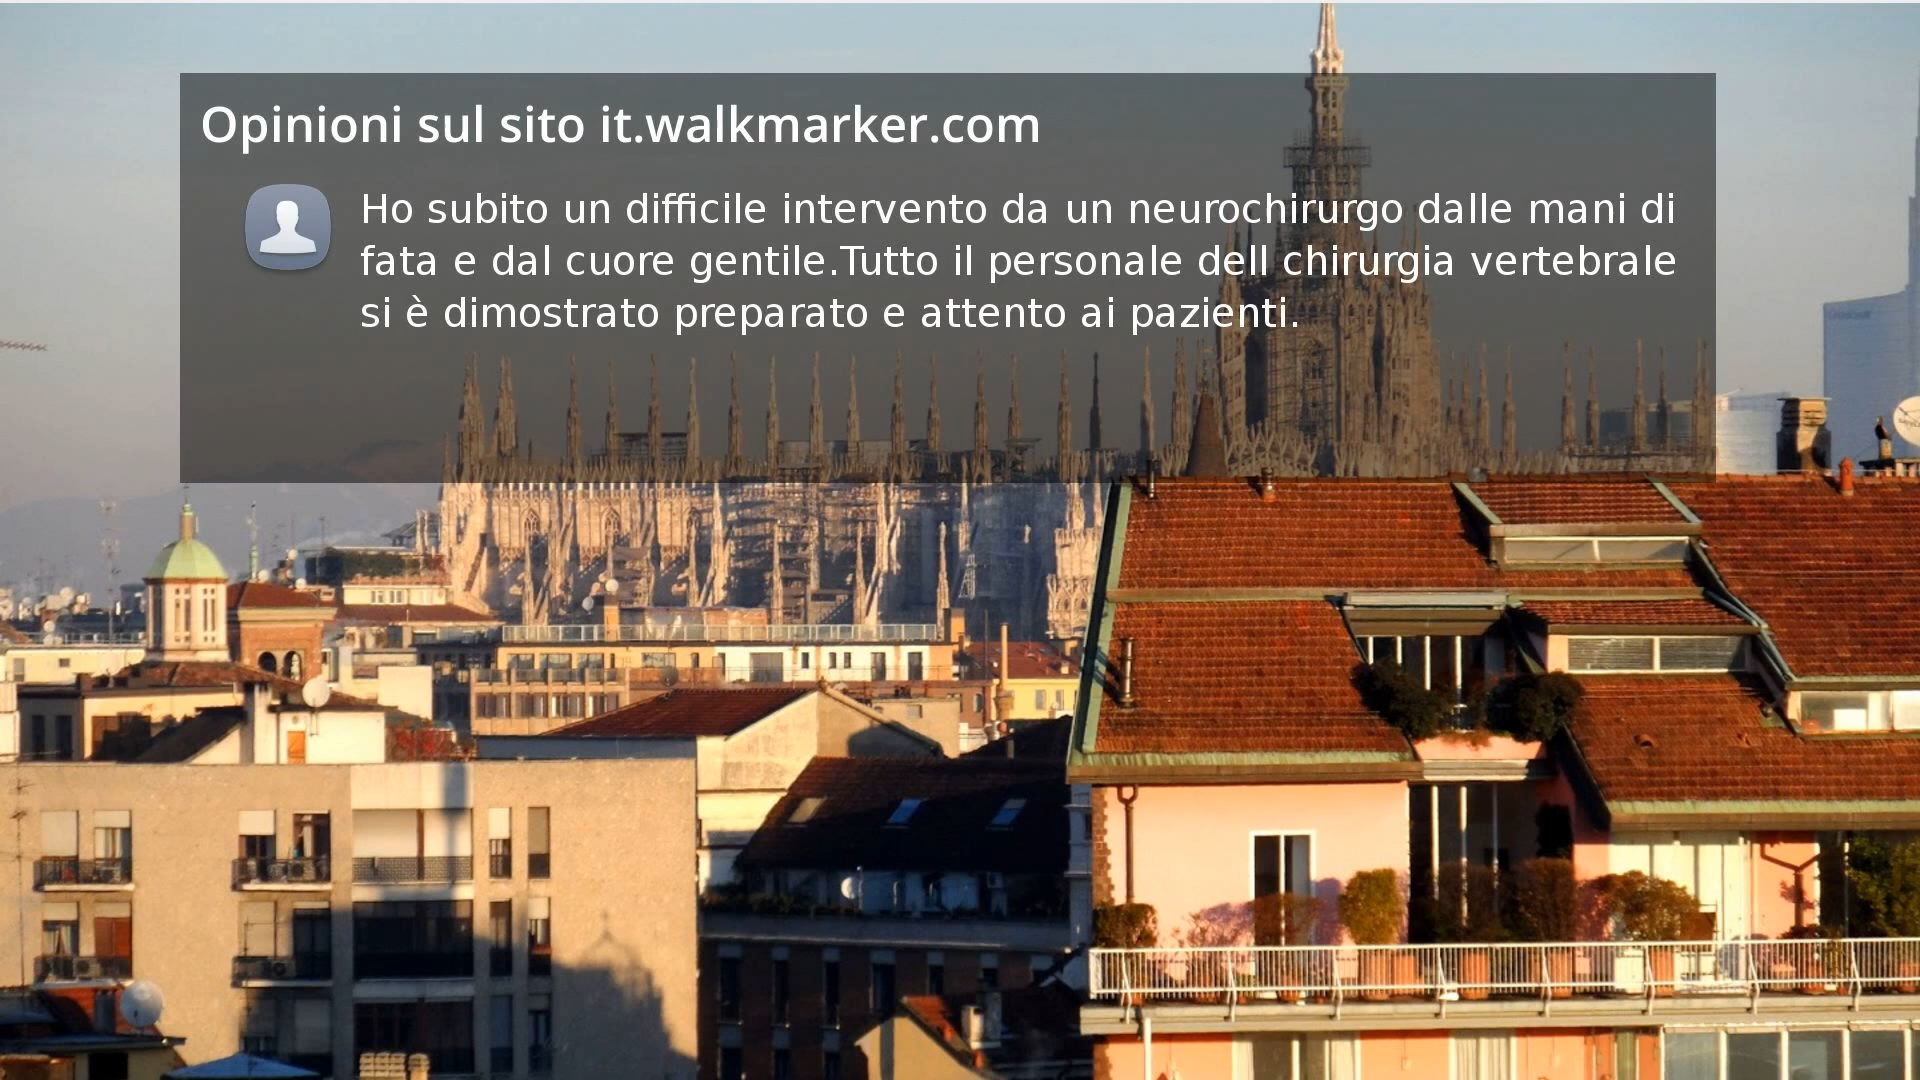 Opinioni sul sito it.walkmarker.com
Ho subito un difficile intervento da un neurochirurgo dalle mani di
fata e dal cuore gentile.Tutto il personale dell chirurgia vertebrale
si è dimostrato preparato e attento ai pazienti.